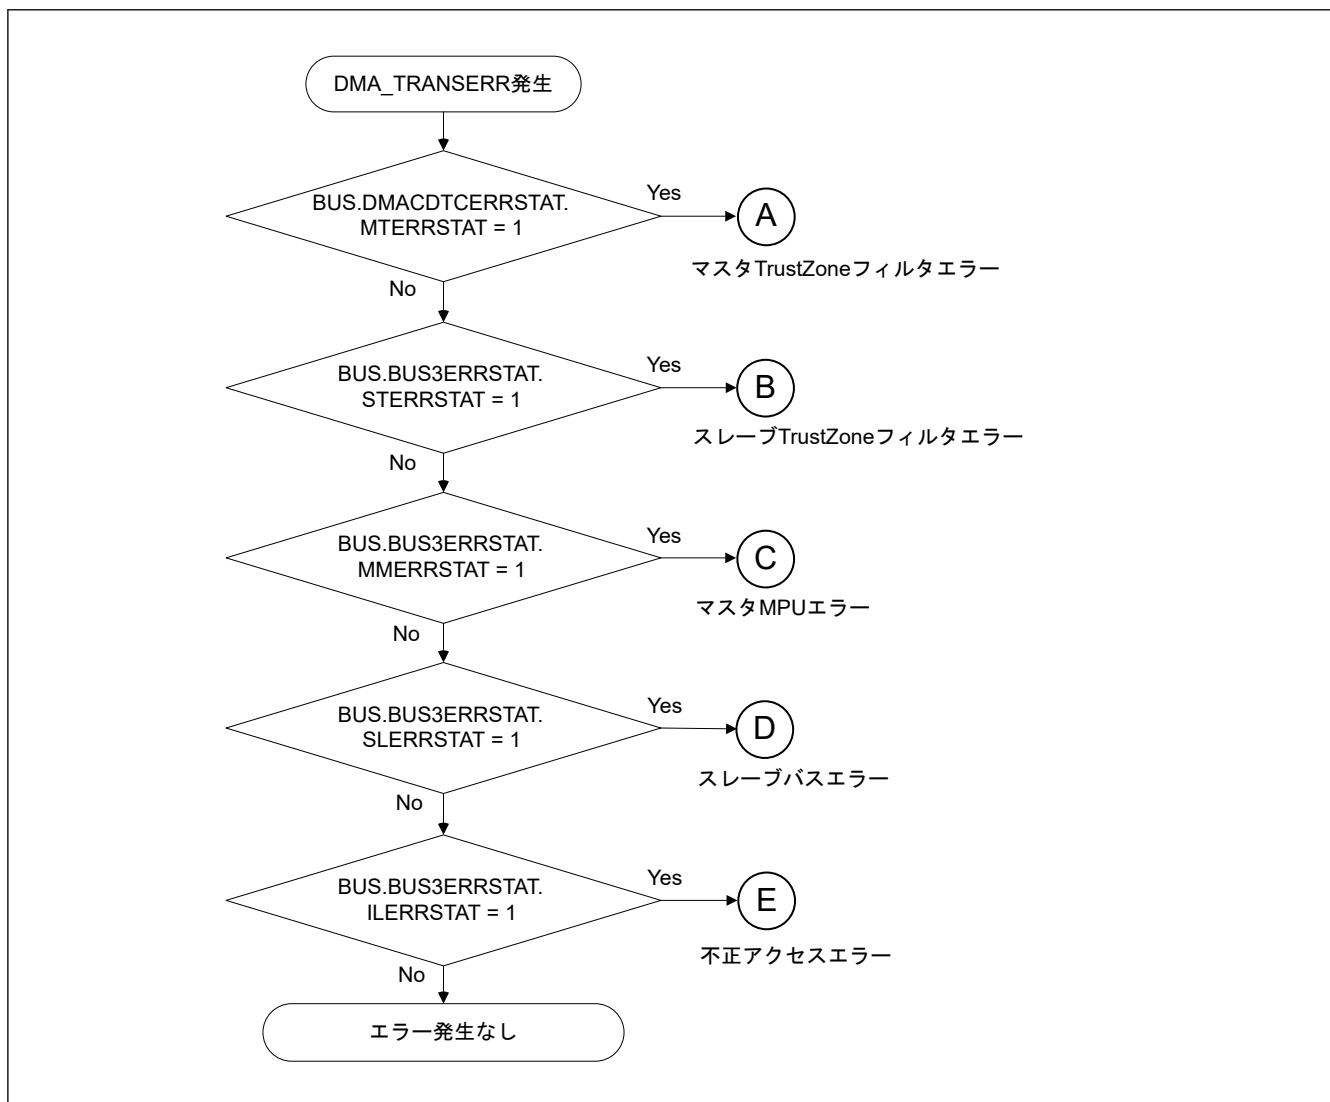 DMA_TRANSERR発生
BUS.DMACDTCERRSTAT.
MTERRSTAT = 1
Yes
A
マスタTrustZoneフィルタエラー
No
BUS.BUS3ERRSTAT.
STERRSTAT = 1
Yes
B
スレーブTrustZoneフィルタエラー
No
BUS.BUS3ERRSTAT.
MMERRSTAT = 1
Yes
C
マスタMPUエラー
No
BUS.BUS3ERRSTAT.
SLERRSTAT = 1
Yes
D
スレーブバスエラー
No
BUS.BUS3ERRSTAT.
ILERRSTAT = 1
Yes
E
不正アクセスエラー
No
エラー発生なし